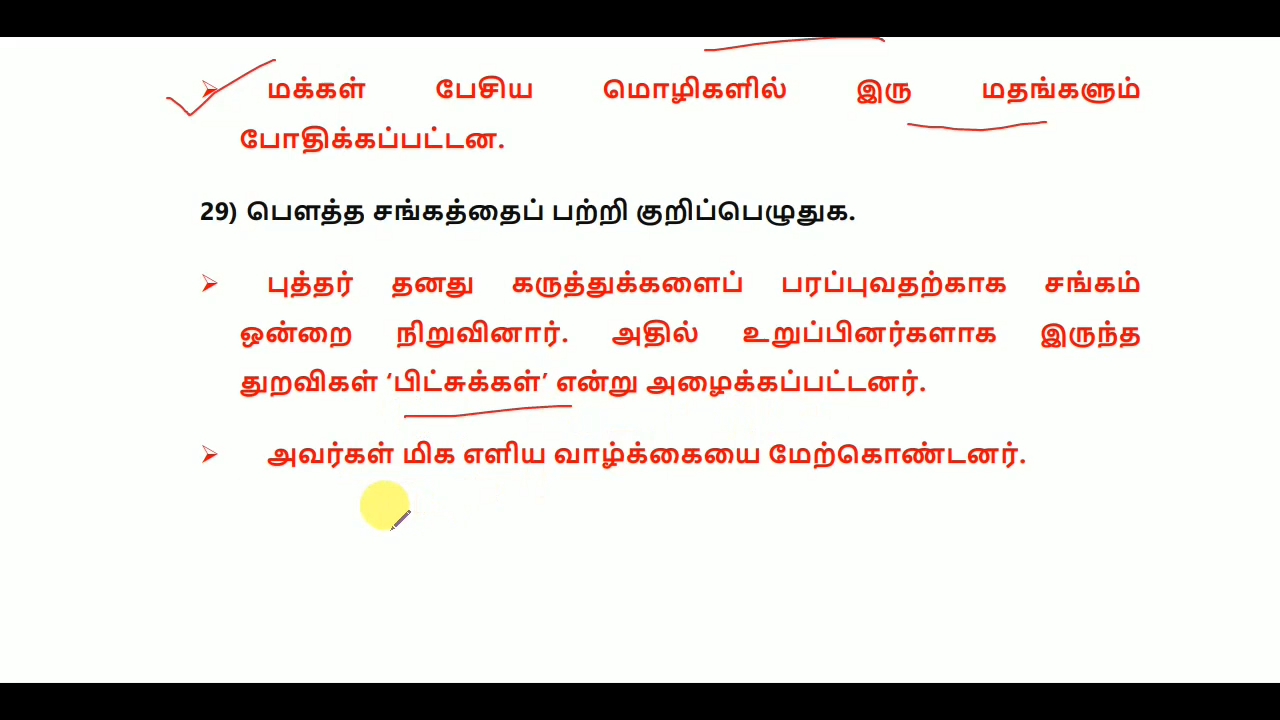 ➢ மக்கள் பேசிய மொழிகளில் இரு மதங்களும்
போதிக்கப்பட்டன.
29) பௌத்த சங்கத்தைப் பற்றி குறிப்பெழுதுக.
➢ புத்தர் தனது கருத்துக்களைப் பரப்புவதற்காக சங்கம்
ஒன்றை நிறுவினார். அதில் உறுப்பினர்களாக இருந்த
துறவிகள் ‘பிட்சுக்கள்’ என்று அழைக்கப்பட்டனர்.
➢ அவர்கள் மிக எளிய வாழ்க்கையை மேற்கொண்டனர்.